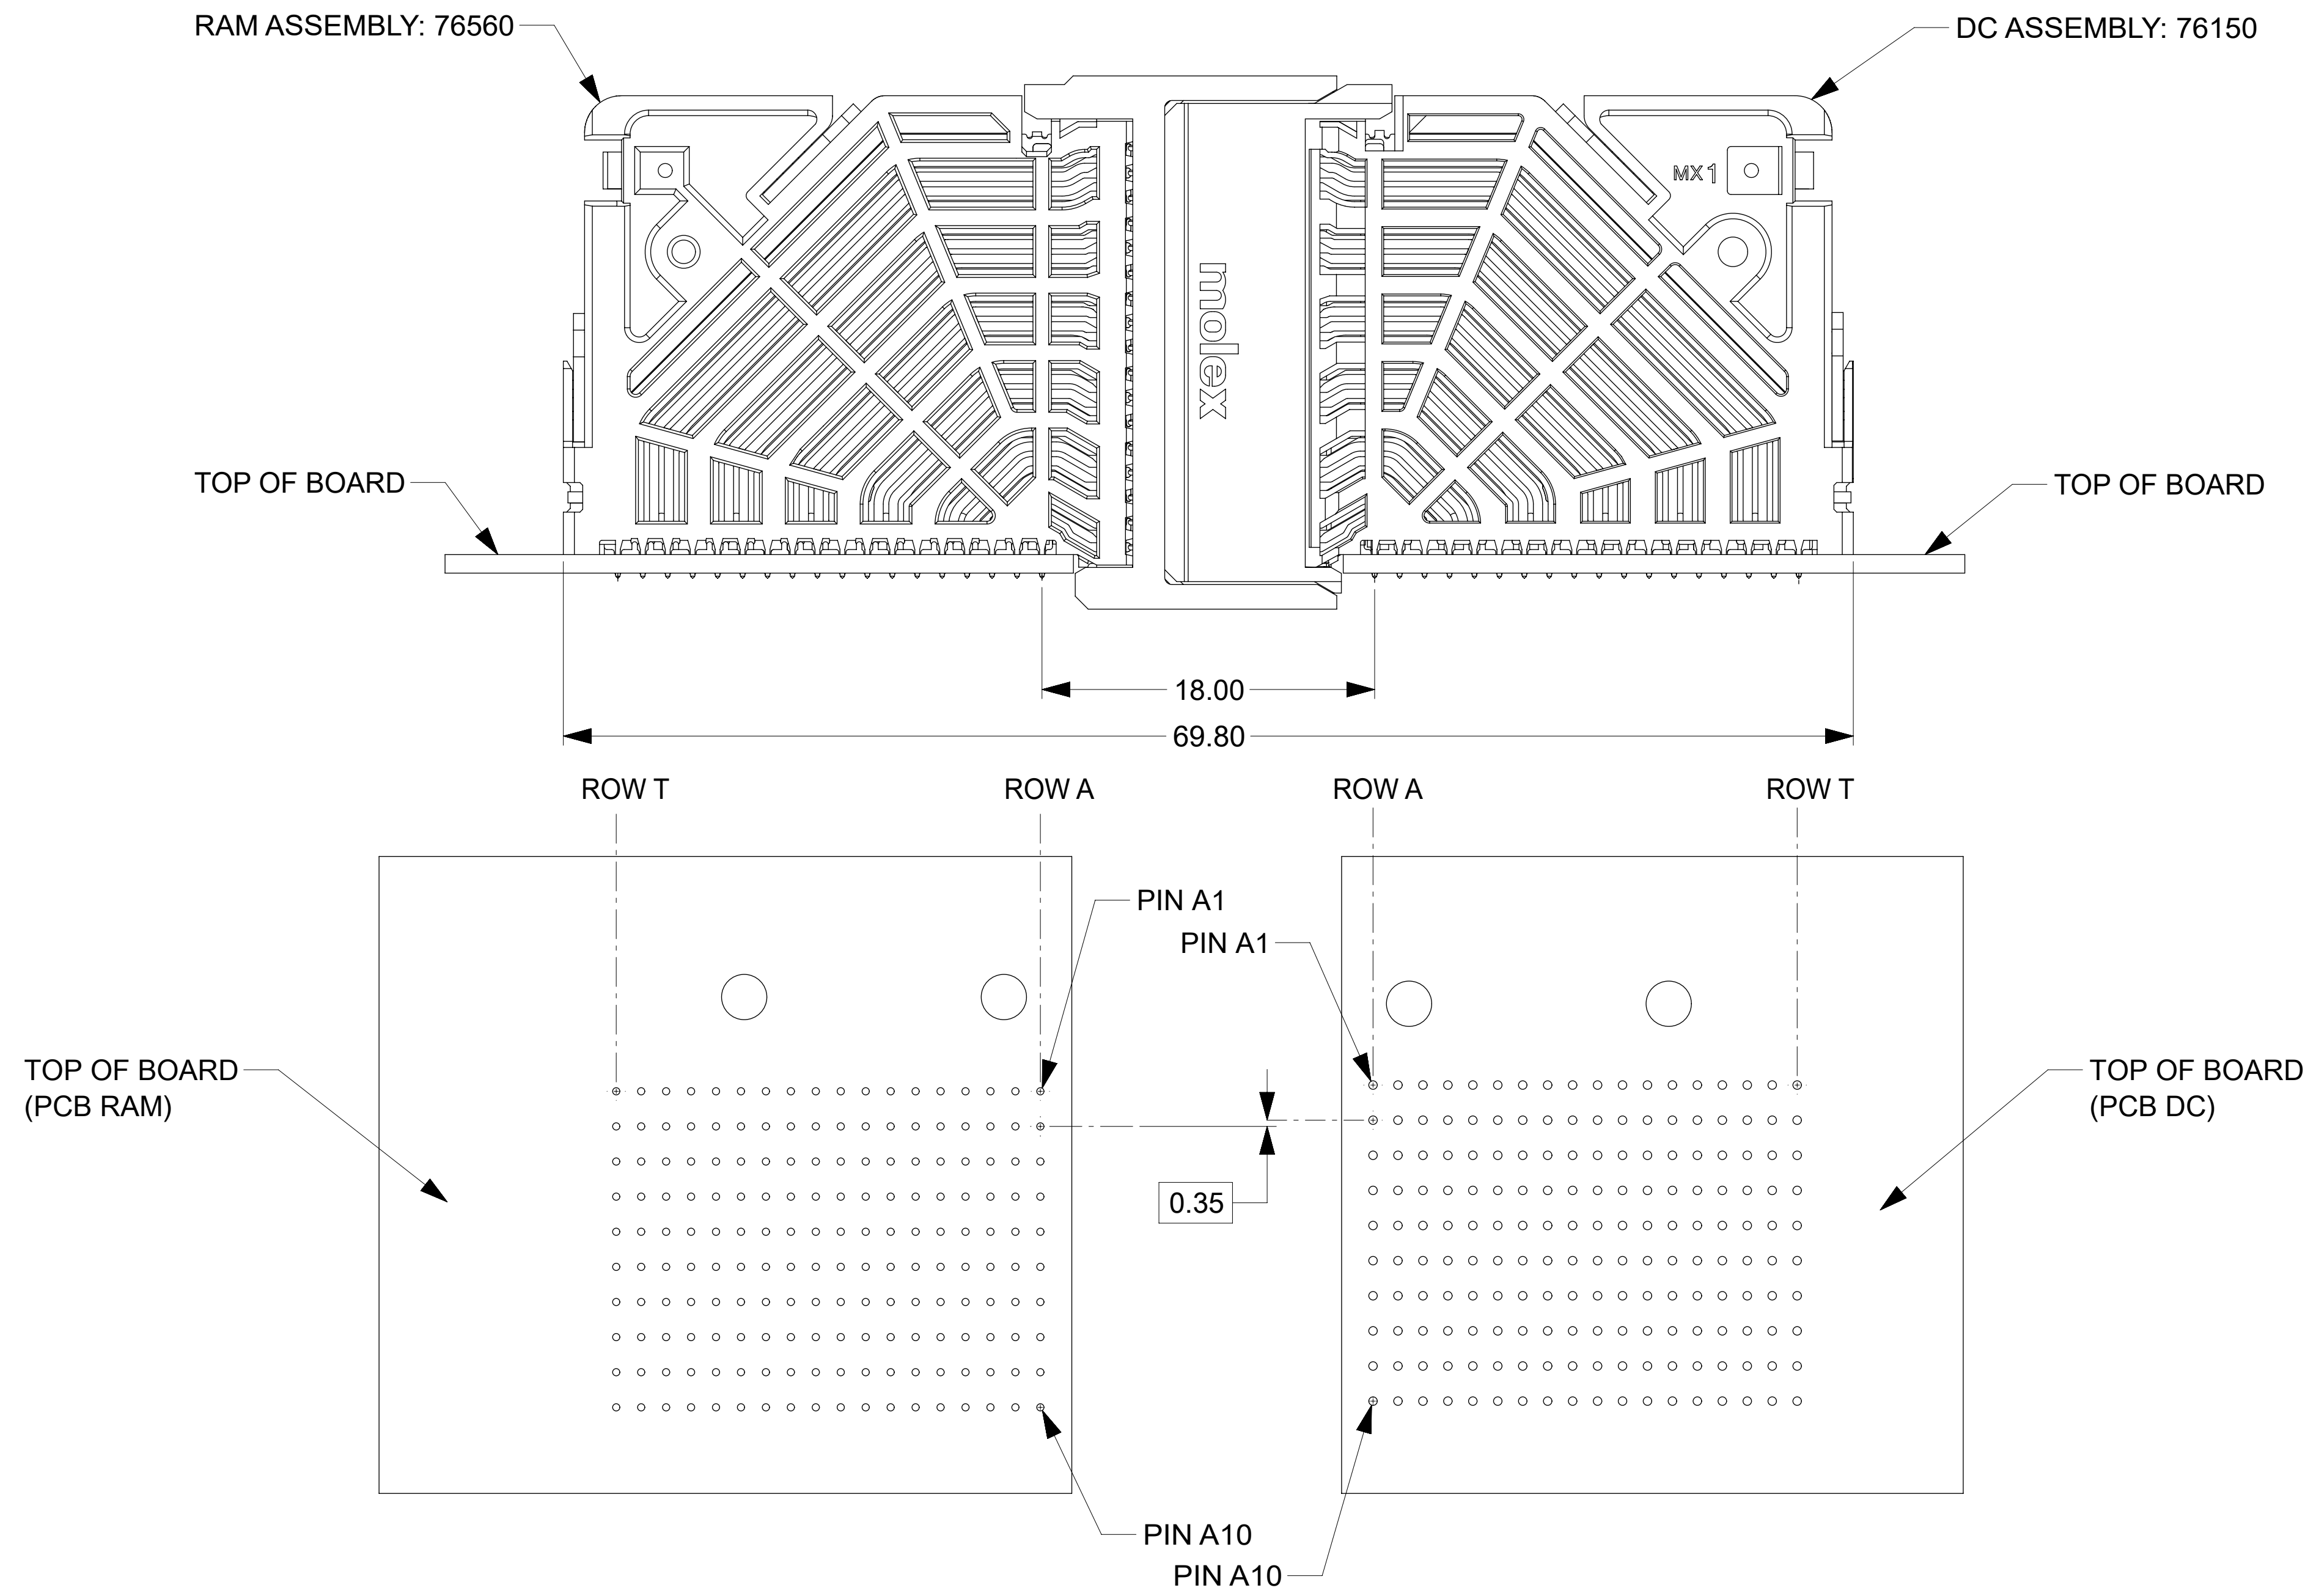 RAM ASSEMBLY: 76560
DC ASSEMBLY: 76150
MX1
molex
TOP OF BOARD
TOP OF BOARD
18.00
69.80
ROW T
ROW A
ROW A
ROW T
PIN A1
PIN A1
TOP OF BOARD
(PCB RAM)
TOP OF BOARD
(PCB DC)
0.35
PIN A10
PIN A10